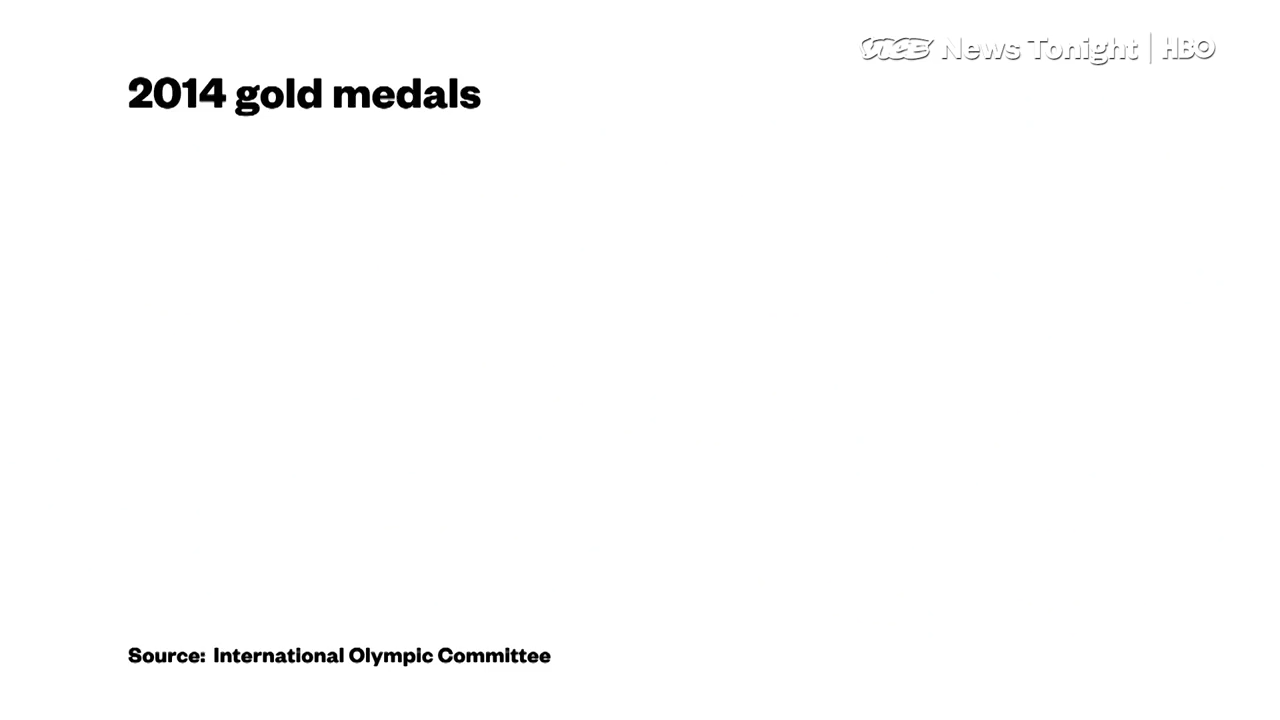 VICE News Tonight | HBO
2014 gold medals
Source: International Olympic Committee